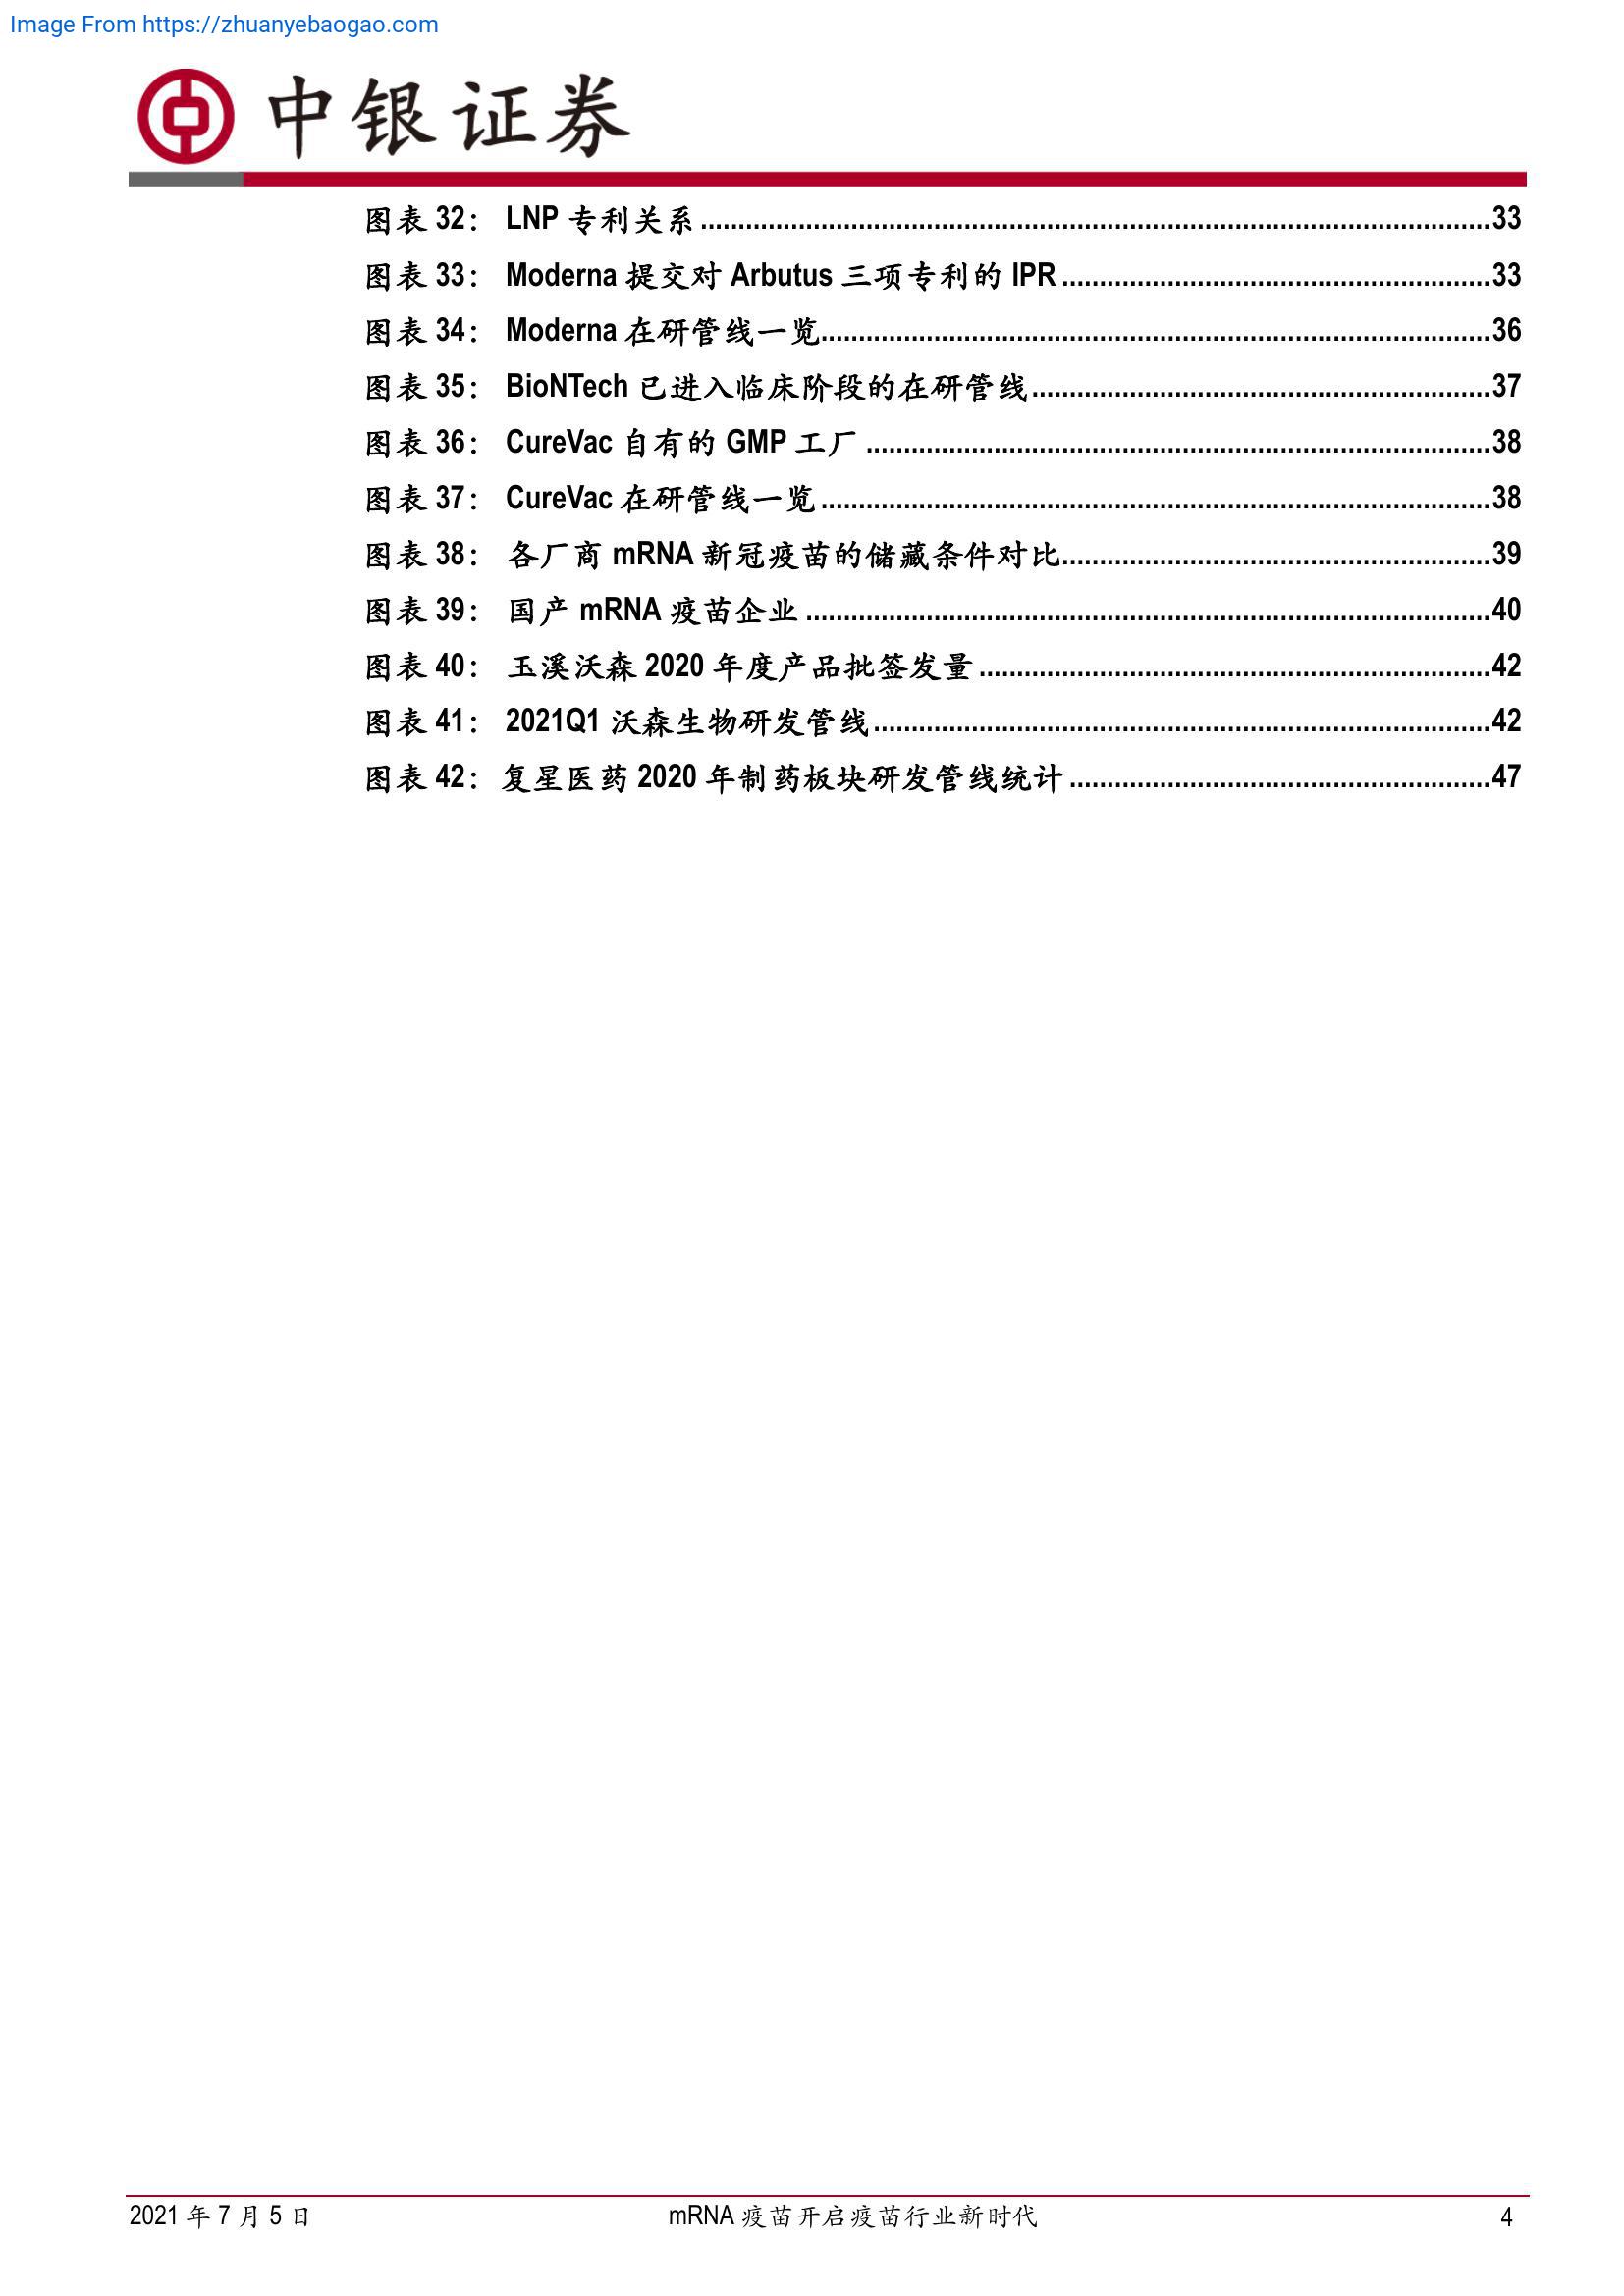 Image From https://zhuanyebaogao.com
中银证券
图表 32： LNP 专利关系 ........ 33
图表 33： Moderna 提交对 Arbutus 三项专利的 IPR ........ 33
图表 34： Moderna 在研管线一览 ........ 36
图表 35： BioNTech 已进入临床阶段的在研管线 ........ 37
图表 36： CureVac 自有的 GMP 工厂 ........ 38
图表 37： CureVac 在研管线一览 ........ 38
图表 38： 各厂商 mRNA 新冠疫苗的储藏条件对比 ........ 39
图表 39： 国产 mRNA 疫苗企业 ........ 40
图表 40： 玉溪沃森 2020 年度产品批签发量 ........ 42
图表 41： 2021Q1 沃森生物研发管线 ........ 42
图表 42：复星医药 2020 年制药板块研发管线统计 ........ 47
2021 年 7 月 5 日 mRNA 疫苗开启疫苗行业新时代 4